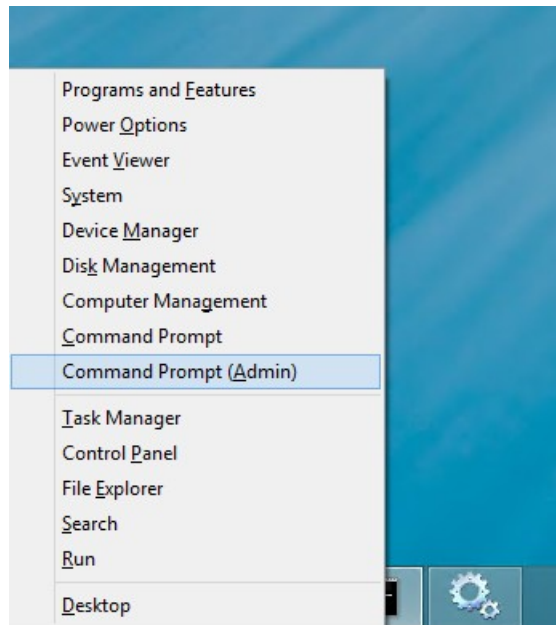 Programs and Features
Power Options
Event Viewer
System
Device Manager
Disk Management
Computer Management
Command Prompt
Command Prompt (Admin)
Task Manager
Control Panel
File Explorer
Search
Run
Desktop